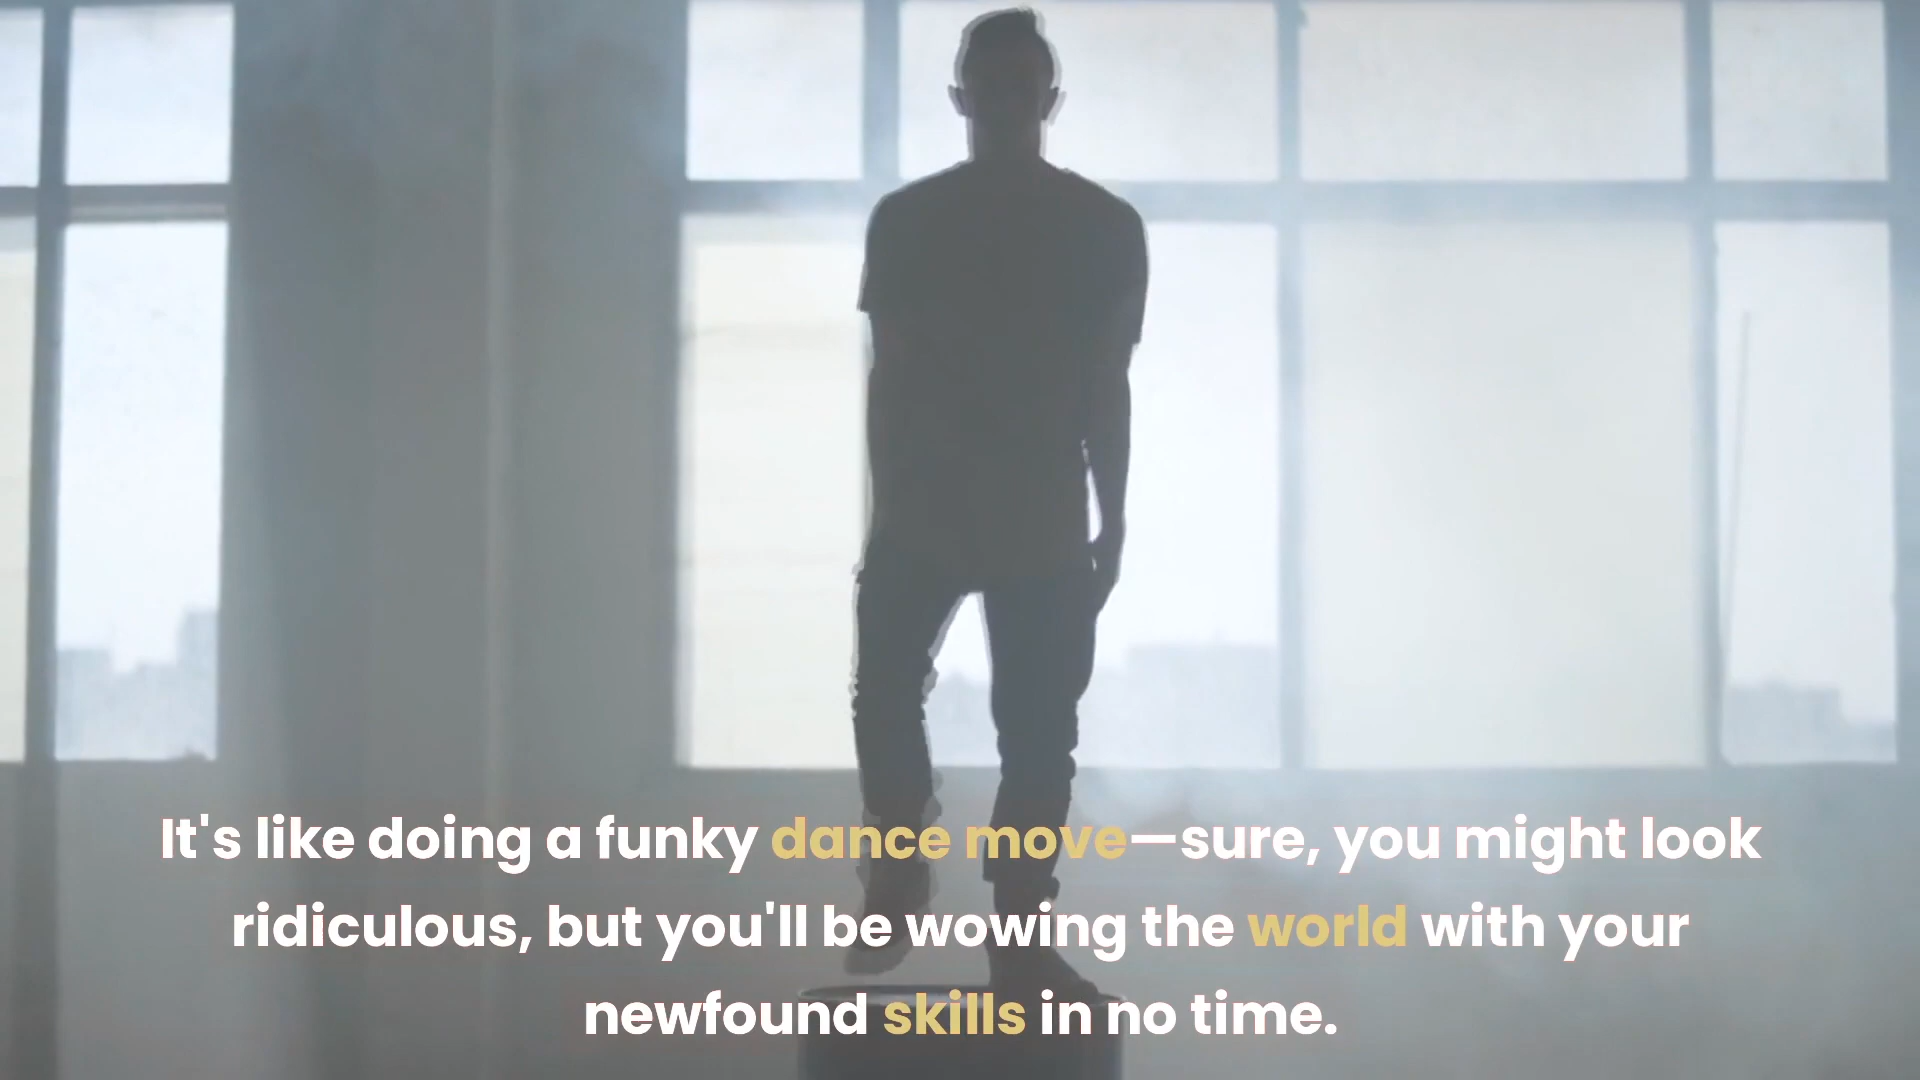 It's like doing a funky dance move—sure, you might look
ridiculous, but you'll be wowing the world with your
newfound skills in no time.